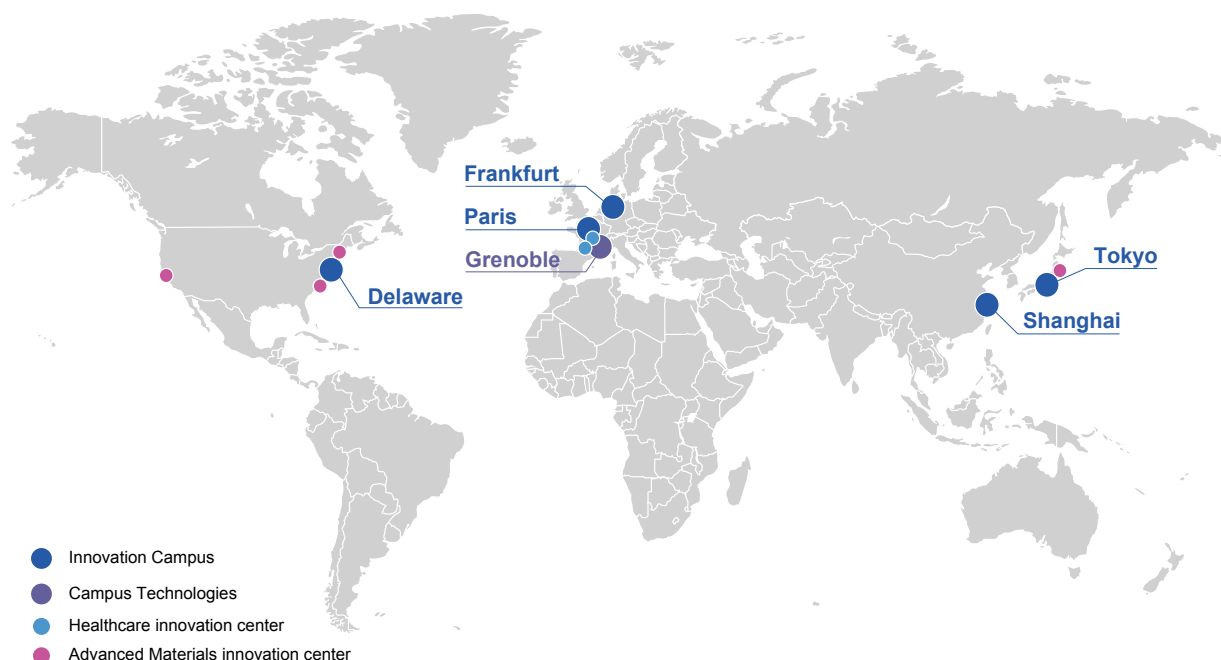 Frankfurt
Paris
Grenoble
Delaware
Tokyo
Shanghai
Innovation Campus
Campus Technologies
Healthcare innovation center
Advanced Materials innovation center